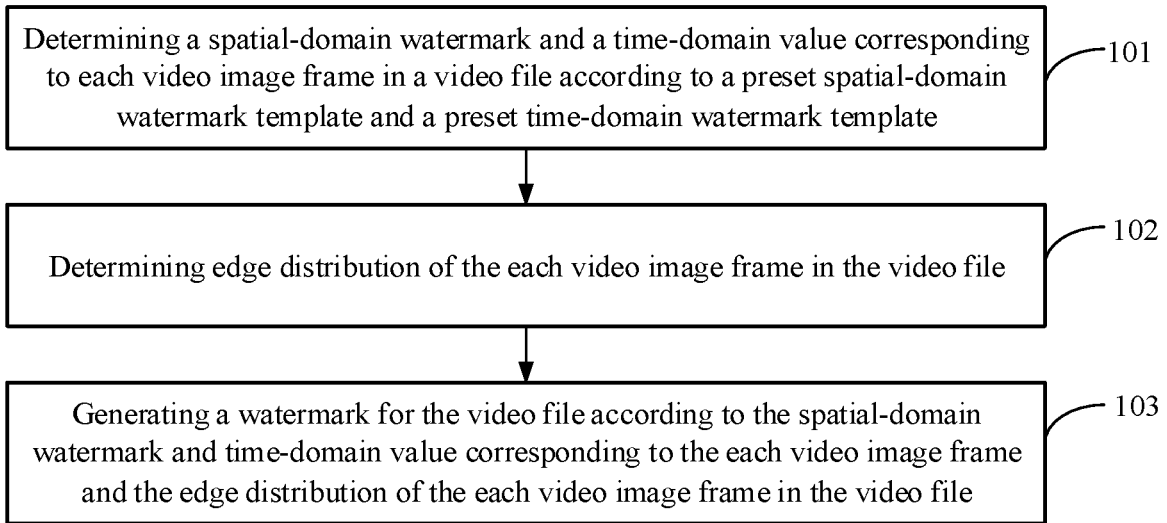 Determining a spatial-domain watermark and a time-domain value corresponding
to each video image frame in a video file according to a preset spatial-domain
watermark template and a preset time-domain watermark template
101
Determining edge distribution of the each video image frame in the video file
102
Generating a watermark for the video file according to the spatial-domain
watermark and time-domain value corresponding to the each video image frame
and the edge distribution of the each video image frame in the video file
103